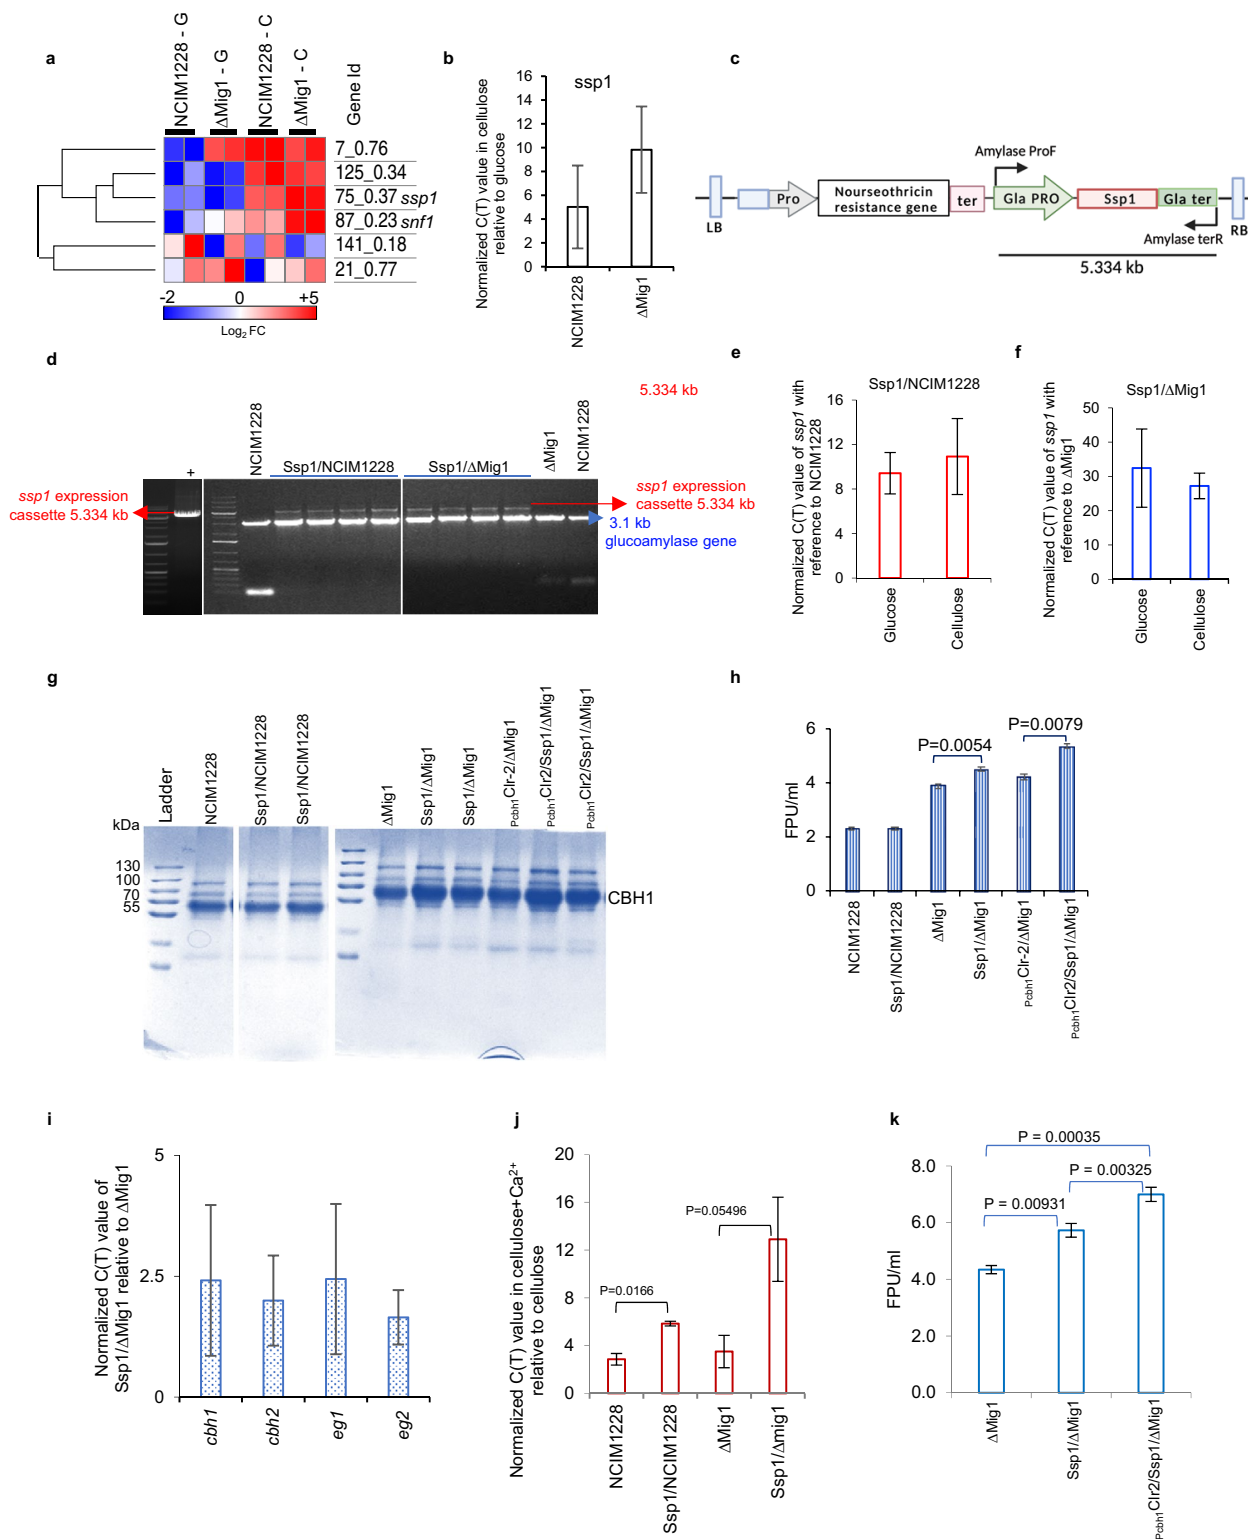 a
NCIM1228 - G
ΔMig1 - G
NCIM1228 - C
ΔMig1 - C
Gene Id
7_0.76
125_0.34
75_0.37 ssp1
87_0.23 snf1
141_0.18
21_0.77
-2 0 +5
Log2 FC
b
ssp1
Normalized C(T) value in cellulose
relative to glucose
16
14
12
10
8
6
4
2
0
NCIM1228
ΔMig1
c
Amylase ProF
LB
Pro
Nourseothricin
resistance gene
ter
Gla PRO
Ssp1
Gla ter
RB
Amylase terR
5.334 kb
d
5.334 kb
+
NCIM1228
Ssp1/NCIM1228
Ssp1/ΔMig1
ΔMig1
NCIM1228
ssp1 expression
cassette 5.334 kb
ssp1 expression
cassette 5.334 kb
3.1 kb
glucoamylase gene
e
Ssp1/NCIM1228
Normalized C(T) value of ssp1 with
reference to NCIM1228
16
12
8
4
0
Glucose
Cellulose
f
Ssp1/ΔMig1
Normalized C(T) value of ssp1 with
reference to ΔMig1
50
40
30
20
10
0
Glucose
Cellulose
g
kDa
Ladder
NCIM1228
Ssp1/NCIM1228
Ssp1/NCIM1228
ΔMig1
Ssp1/ΔMig1
Ssp1/ΔMig1
Pcbh1Clr-2/ΔMig1
Pcbh1Clr2/Ssp1/ΔMig1
Pcbh1Clr2/Ssp1/ΔMig1
130
100
70
55
CBH1
h
FPU/ml
6
4
2
0
P=0.0054
P=0.0079
NCIM1228
Ssp1/NCIM1228
ΔMig1
Ssp1/ΔMig1
Pcbh1Clr-2/ΔMig1
Pcbh1Clr2/Ssp1/ΔMig1
i
Normalized C(T) value of
Ssp1/ΔMig1 relative to ΔMig1
5
2.5
0
cbh1
cbh2
eg1
eg2
j
Normalized C(T) value in cellulose+Ca2+
relative to cellulose
20
16
12
8
4
0
P=0.0166
P=0.05496
NCIM1228
Ssp1/NCIM1228
ΔMig1
Ssp1/Δmig1
k
FPU/ml
8.0
6.0
4.0
2.0
0.0
P = 0.00035
P = 0.00325
P = 0.00931
ΔMig1
Ssp1/ΔMig1
Pcbh1Clr2/Ssp1/ΔMig1